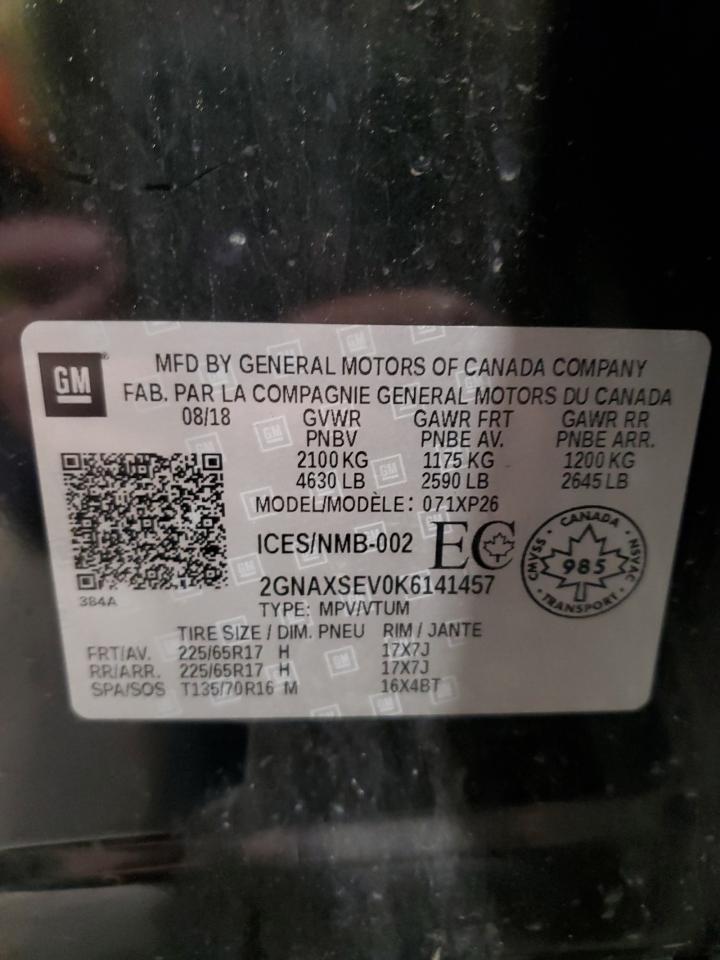 GM
MFD BY GENERAL MOTORS OF CANADA COMPANY
FAB. PAR LA COMPAGNIE GENERAL MOTORS DU CANADA
08/18 GVWR GAWR FRT GAWR RR
PNBV PNBE AV. PNBE ARR.
2100 KG 1175 KG 1200 KG
4630 LB 2590 LB 2645 LB
MODEL/MODÈLE: 071XP26
ICES/NMB-002 EC
CANADA
CMVSS 985 NSVAC
TRANSPORT
2GNAXSEV0K6141457
384A
TYPE: MPV/VTUM
TIRE SIZE / DIM. PNEU RIM / JANTE
FRT/AV. 225/65R17 H 17X7J
RR/ARR. 225/65R17 H 17X7J
SPA/SOS T135/70R16 M 16X4BT